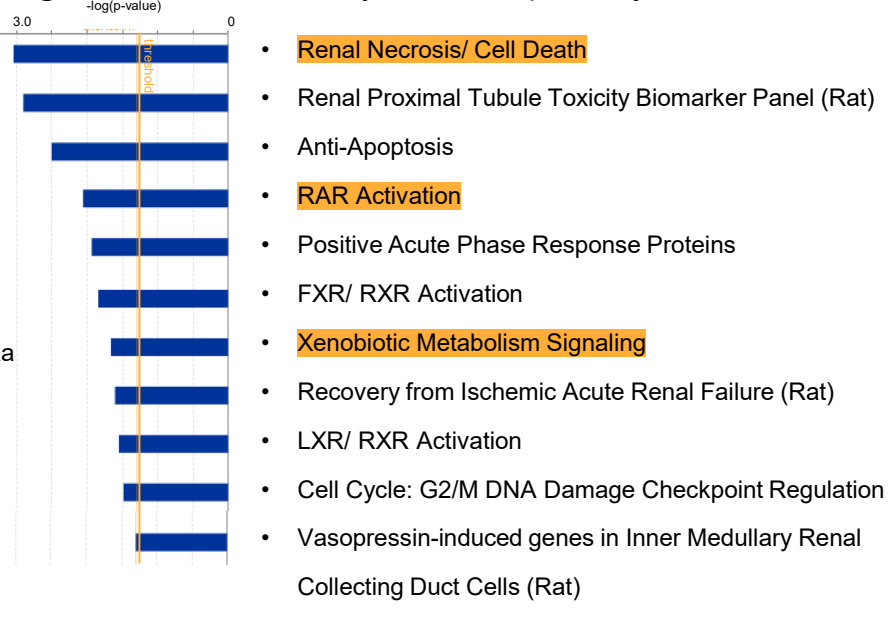 -log(p-value)
3.0
0
threshold
• Renal Necrosis/ Cell Death
• Renal Proximal Tubule Toxicity Biomarker Panel (Rat)
• Anti-Apoptosis
• RAR Activation
• Positive Acute Phase Response Proteins
• FXR/ RXR Activation
• Xenobiotic Metabolism Signaling
a
• Recovery from Ischemic Acute Renal Failure (Rat)
• LXR/ RXR Activation
• Cell Cycle: G2/M DNA Damage Checkpoint Regulation
• Vasopressin-induced genes in Inner Medullary Renal
Collecting Duct Cells (Rat)